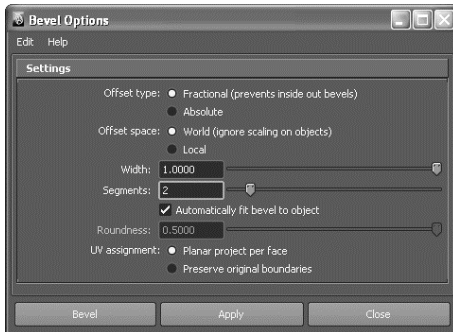 Bevel Options
Edit Help
Settings
Offset type: Fractional (prevents inside out bevels)
Absolute
Offset space: World (ignore scaling on objects)
Local
Width: 1.0000
Segments: 2
Automatically fit bevel to object
Roundness: 0.5000
UV assignment: Planar project per face
Preserve original boundaries
Bevel Apply Close